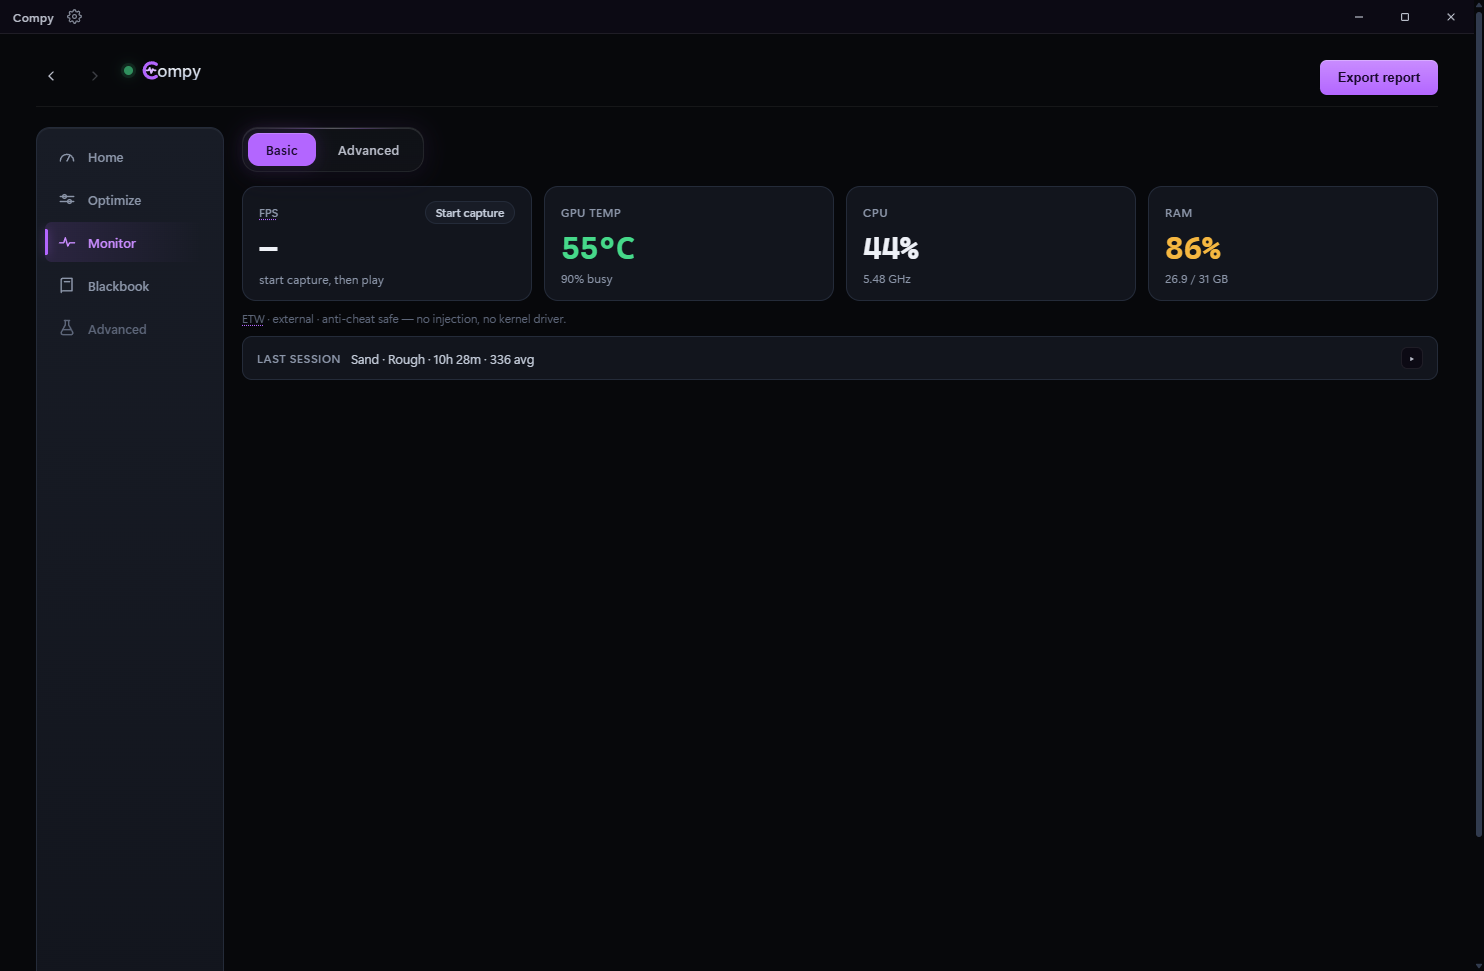 Compy
Compy
Export report
Home
Optimize
Monitor
Blackbook
Advanced
Basic
Advanced
FPS
Start capture
—
start capture, then play
GPU TEMP
55°C
90% busy
CPU
44%
5.48 GHz
RAM
86%
26.9 / 31 GB
ETW · external · anti-cheat safe — no injection, no kernel driver.
LAST SESSION Sand · Rough · 10h 28m · 336 avg